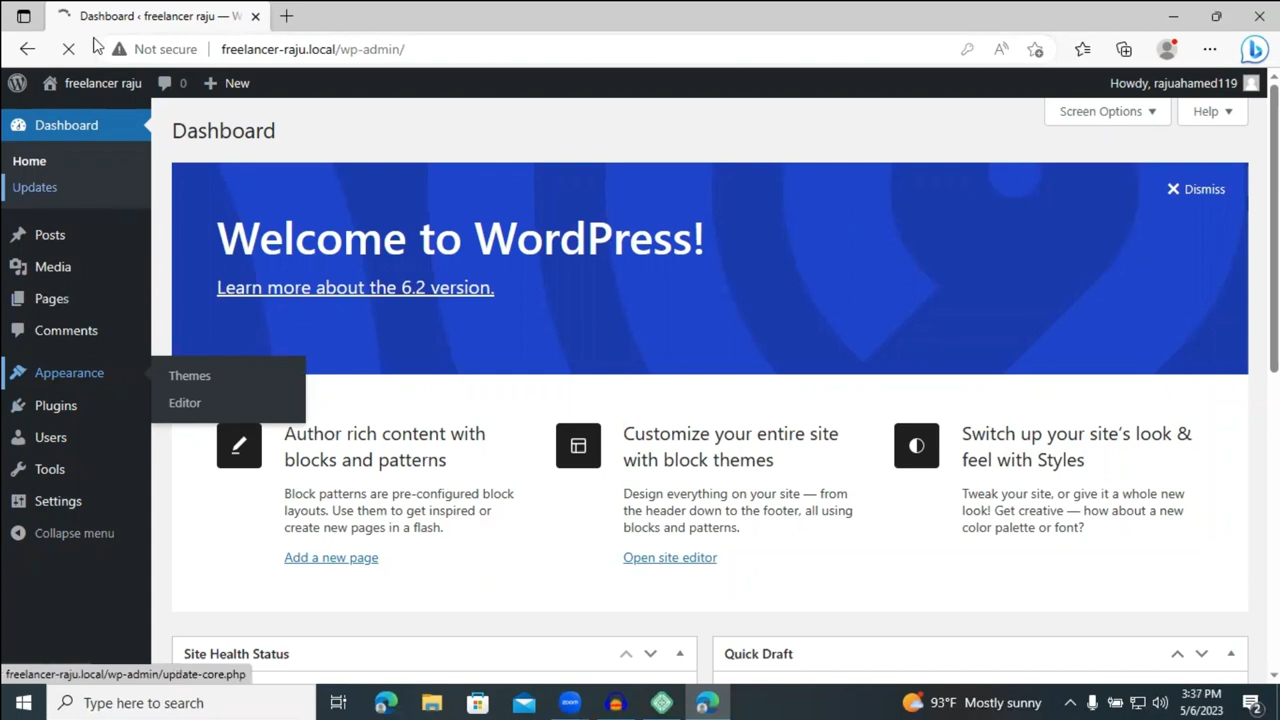 Dashboard ‹ freelancer raju — W
Not secure
freelancer-raju.local/wp-admin/
freelancer raju
0
New
Howdy, rajuahamed119
Dashboard
Home
Updates
Posts
Media
Pages
Comments
Appearance
Themes
Editor
Plugins
Users
Tools
Settings
Collapse menu
Dashboard
Screen Options
Help
Dismiss
Welcome to WordPress!
Learn more about the 6.2 version.
Author rich content with
blocks and patterns
Block patterns are pre-configured block
layouts. Use them to get inspired or
create new pages in a flash.
Add a new page
Customize your entire site
with block themes
Design everything on your site — from
the header down to the footer, all using
blocks and patterns.
Open site editor
Switch up your site's look &
feel with Styles
Tweak your site, or give it a whole new
look! Get creative — how about a new
color palette or font?
Site Health Status
Quick Draft
freelancer-raju.local/wp-admin/update-core.php
Type here to search
zoom
93°F Mostly sunny
3:37 PM
5/6/2023
2